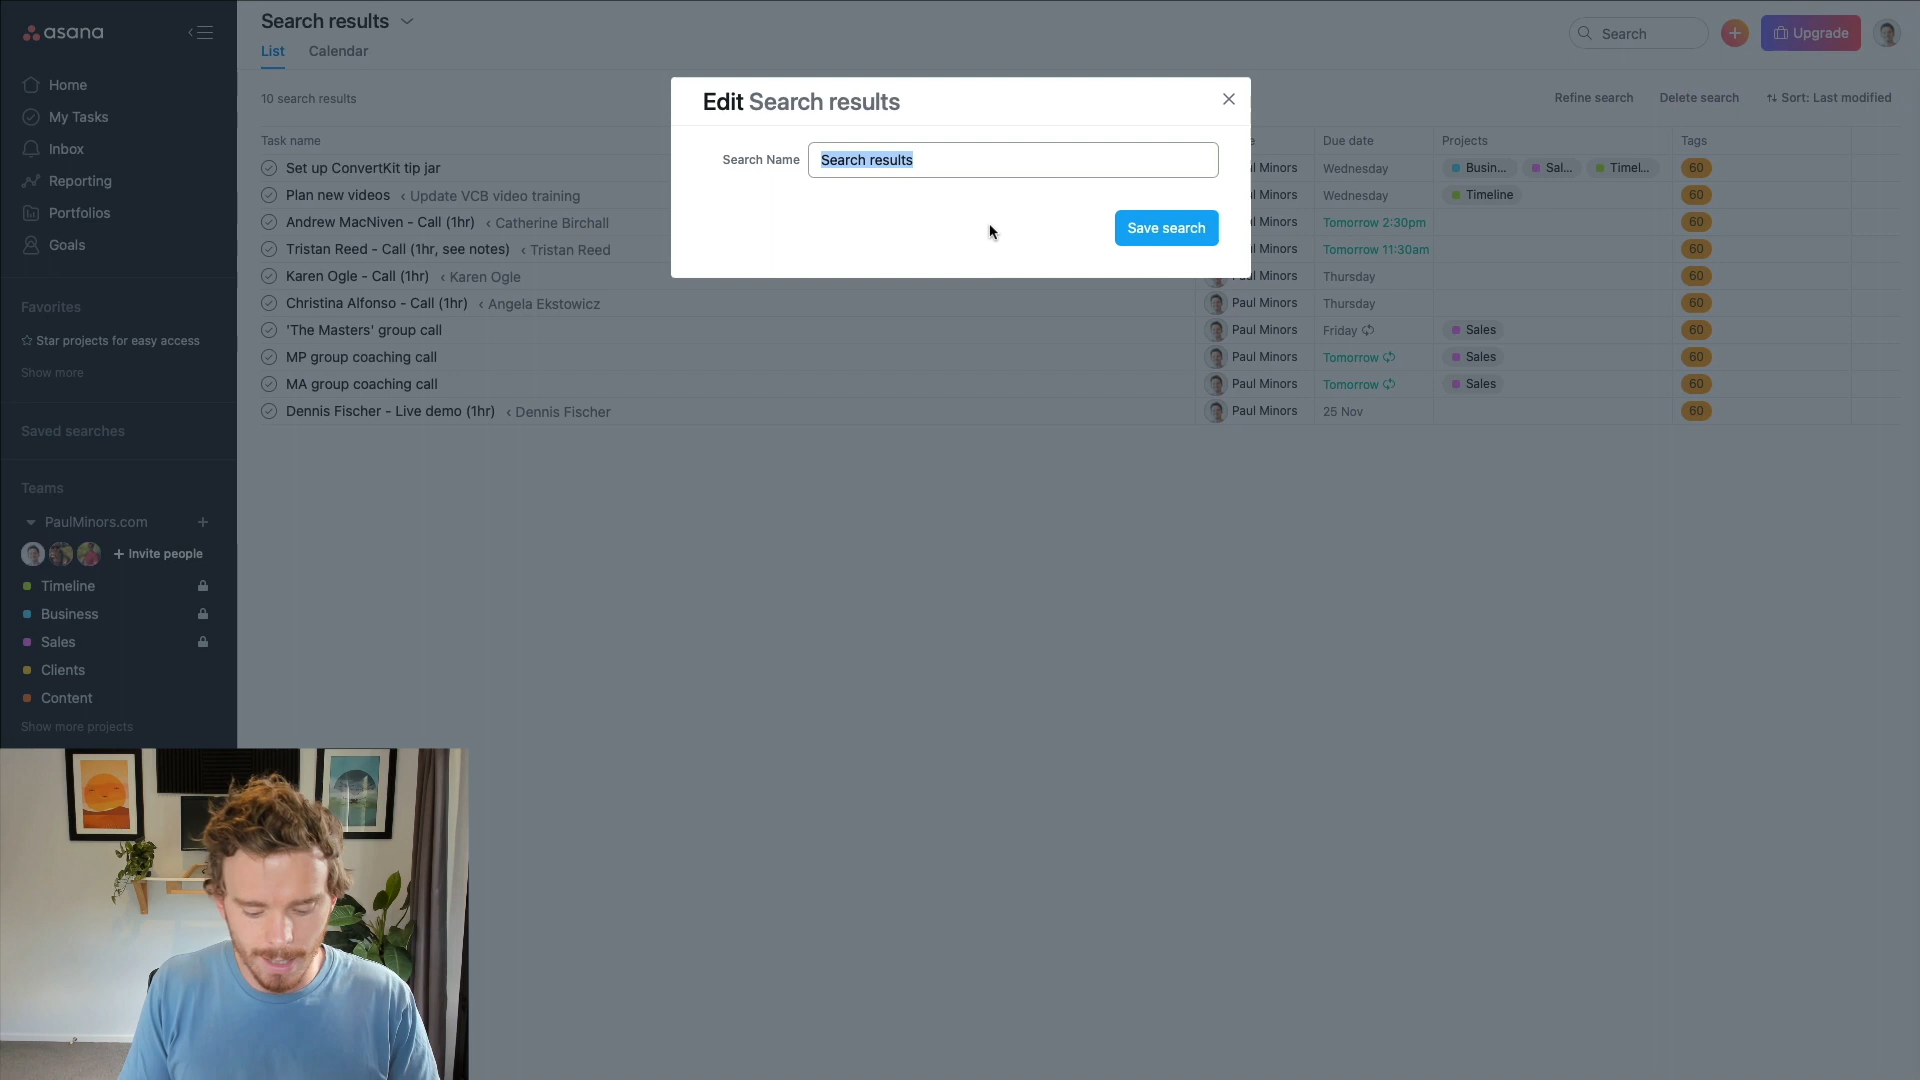 asana
Home
My Tasks
Inbox
Reporting
Portfolios
Goals
Favorites
Star projects for easy access
Show more
Saved searches
Teams
PaulMinors.com
+ Invite people
Timeline
Business
Sales
Clients
Content
Show more projects
Search results
List Calendar
Search
Upgrade
10 search results
Refine search Delete search Sort: Last modified
Edit Search results
Search Name Search results
Save search
Task name Due date Projects Tags
Set up ConvertKit tip jar Minors Wednesday Busin... Sal... Timel... 60
Plan new videos ‹ Update VCB video training Minors Wednesday Timeline 60
Andrew MacNiven - Call (1hr) ‹ Catherine Birchall Minors Tomorrow 2:30pm 60
Tristan Reed - Call (1hr, see notes) ‹ Tristan Reed Minors Tomorrow 11:30am 60
Karen Ogle - Call (1hr) ‹ Karen Ogle Minors Thursday 60
Christina Alfonso - Call (1hr) ‹ Angela Ekstowicz Paul Minors Thursday 60
'The Masters' group call Paul Minors Friday Sales 60
MP group coaching call Paul Minors Tomorrow Sales 60
MA group coaching call Paul Minors Tomorrow Sales 60
Dennis Fischer - Live demo (1hr) ‹ Dennis Fischer Paul Minors 25 Nov 60